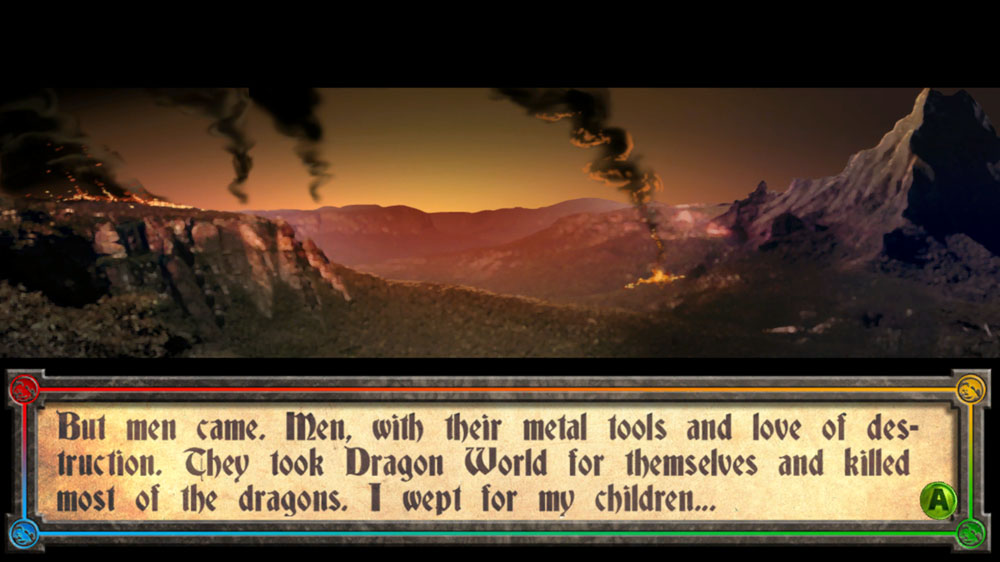 But men came. Men, with their metal tools and love of des-
truction. They took Dragon World for themselves and killed
most of the dragons. I wept for my children...
A